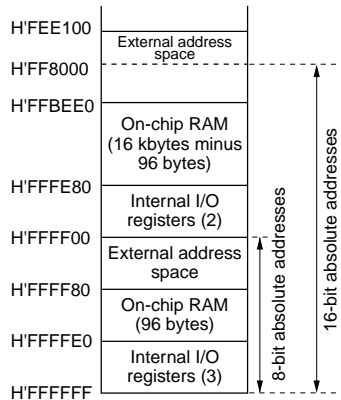 H'FEE100
External address
space
H'FF8000
H'FFBEE0
On-chip RAM
(16 kbytes minus
96 bytes)
H'FFFE80
Internal I/O
registers (2)
H'FFFF00
External address
space
H'FFFF80
On-chip RAM
(96 bytes)
H'FFFFE0
Internal I/O
registers (3)
H'FFFFFF
8-bit absolute addresses
16-bit absolute addresses